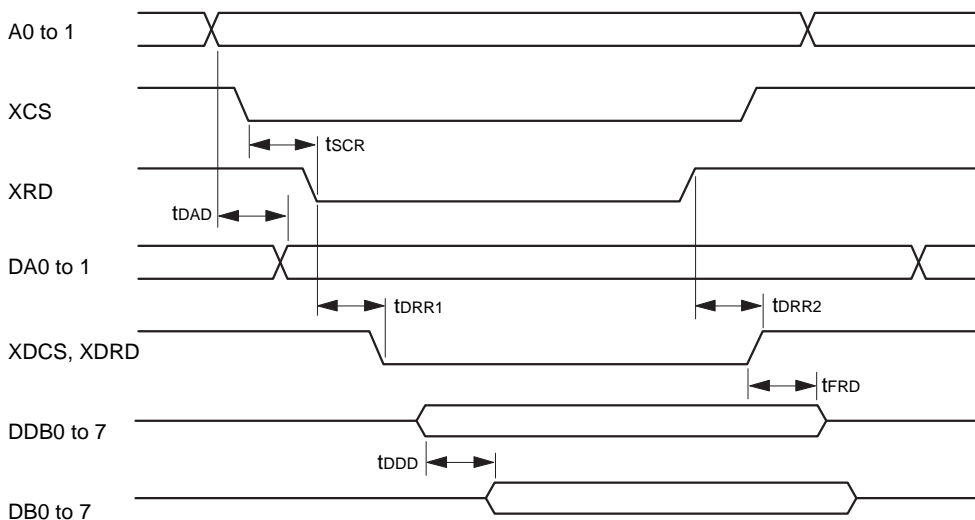 A0 to 1
XCS
tSCR
XRD
tDAD
DA0 to 1
tDRR1
tDRR2
XDCS, XDRD
tFRD
DDB0 to 7
tDDD
DB0 to 7